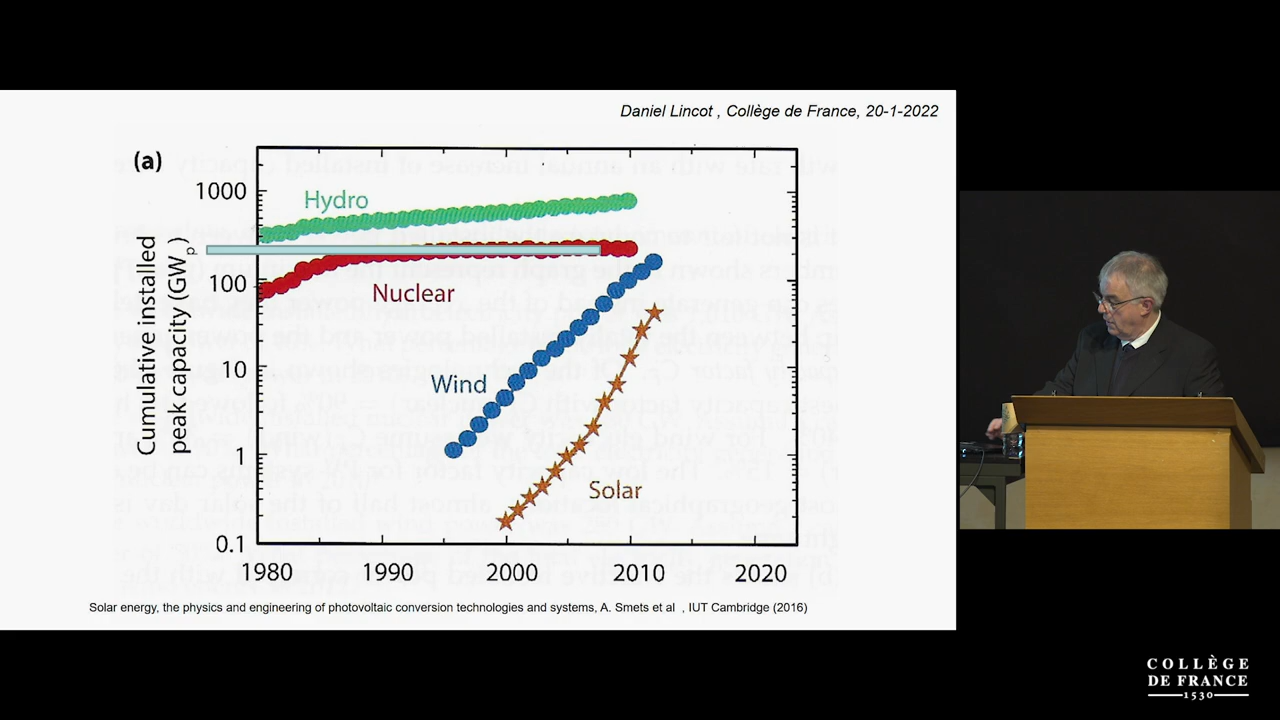 Daniel Lincot , Collège de France, 20-1-2022
(a)
Cumulative installed
peak capacity (GWp)
1000
100
10
1
0.1
Hydro
Nuclear
Wind
Solar
1980
1990
2000
2010
2020
Solar energy, the physics and engineering of photovoltaic conversion technologies and systems, A. Smets et al , IUT Cambridge (2016)
COLLÈGE
DE FRANCE
1530